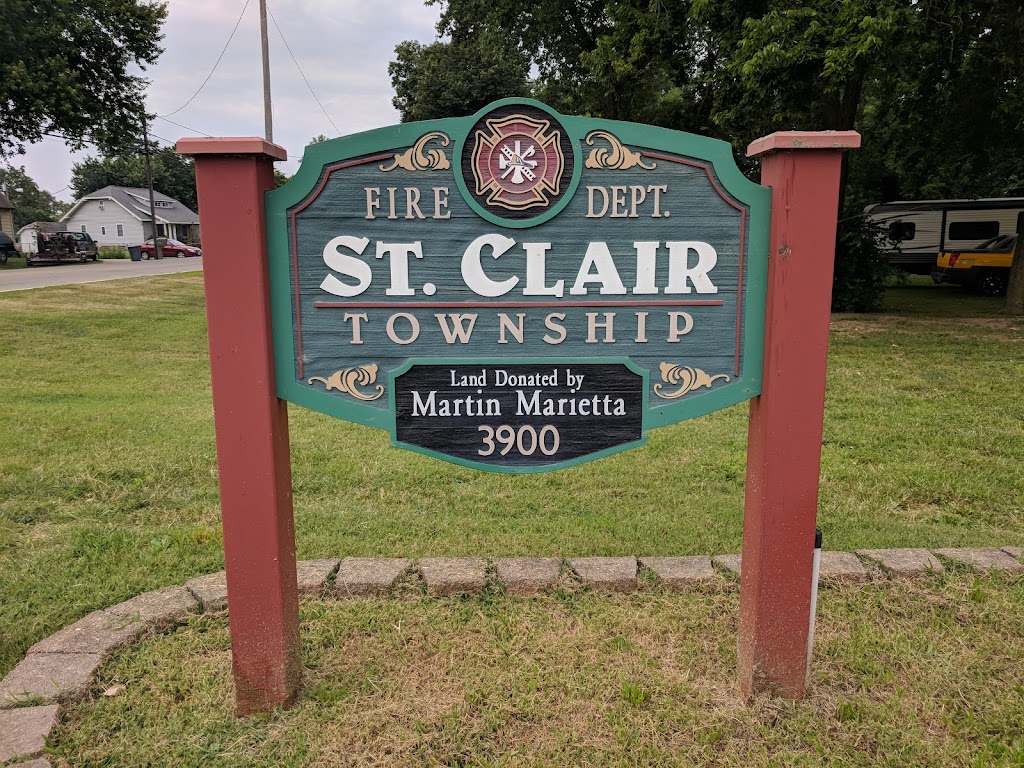 FIRE DEPT.
ST. CLAIR
TOWNSHIP
Land Donated by
Martin Marietta
3900